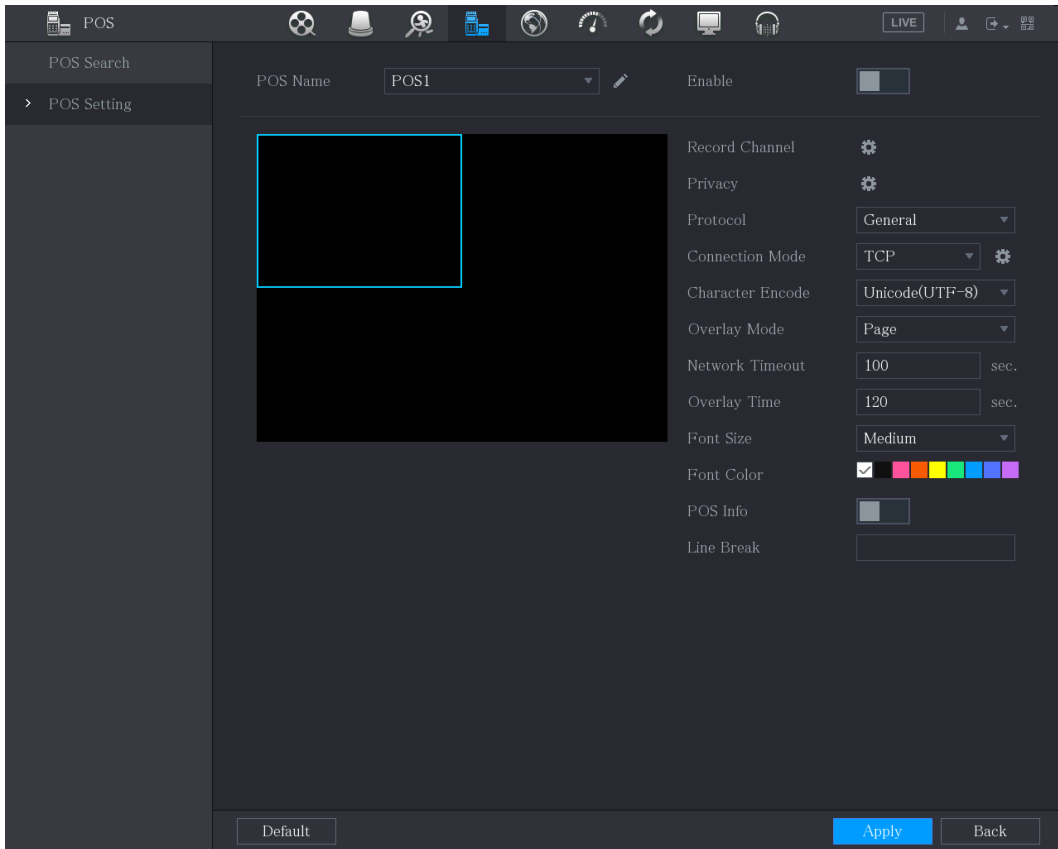 POS
LIVE
POS Search
POS Setting
POS Name
POS1
Enable
Record Channel
Privacy
Protocol
General
Connection Mode
TCP
Character Encode
Unicode(UTF-8)
Overlay Mode
Page
Network Timeout
100
sec.
Overlay Time
120
sec.
Font Size
Medium
Font Color
POS Info
Line Break
Default
Apply
Back